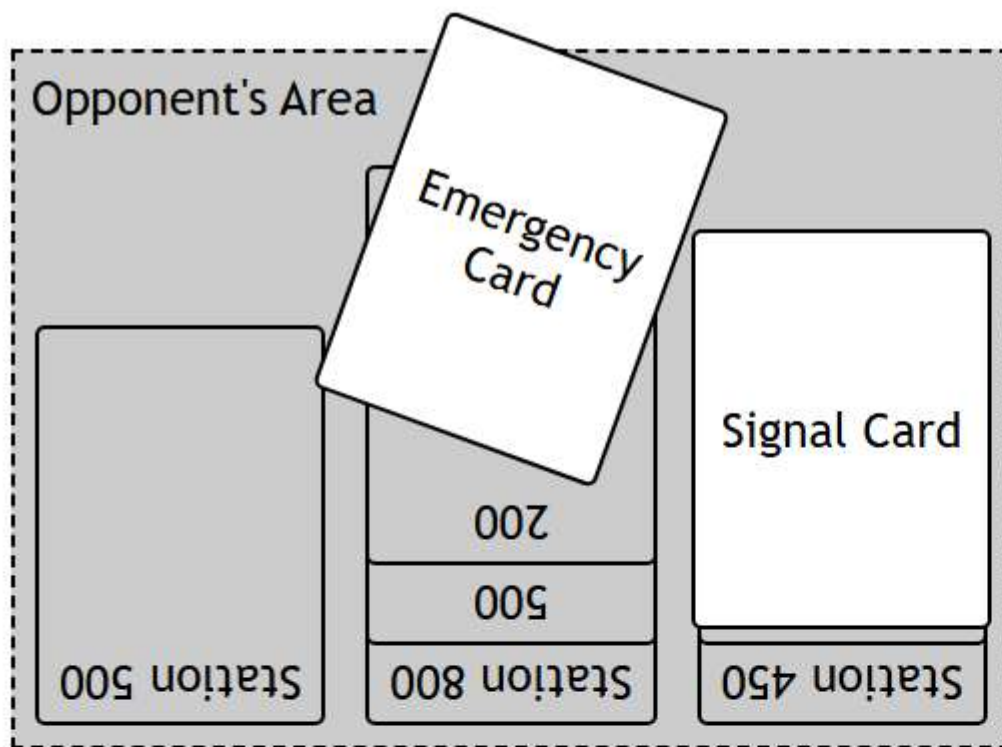 Opponent's Area
Emergency
Card
Signal Card
200
500
Station 500
Station 800
Station 450